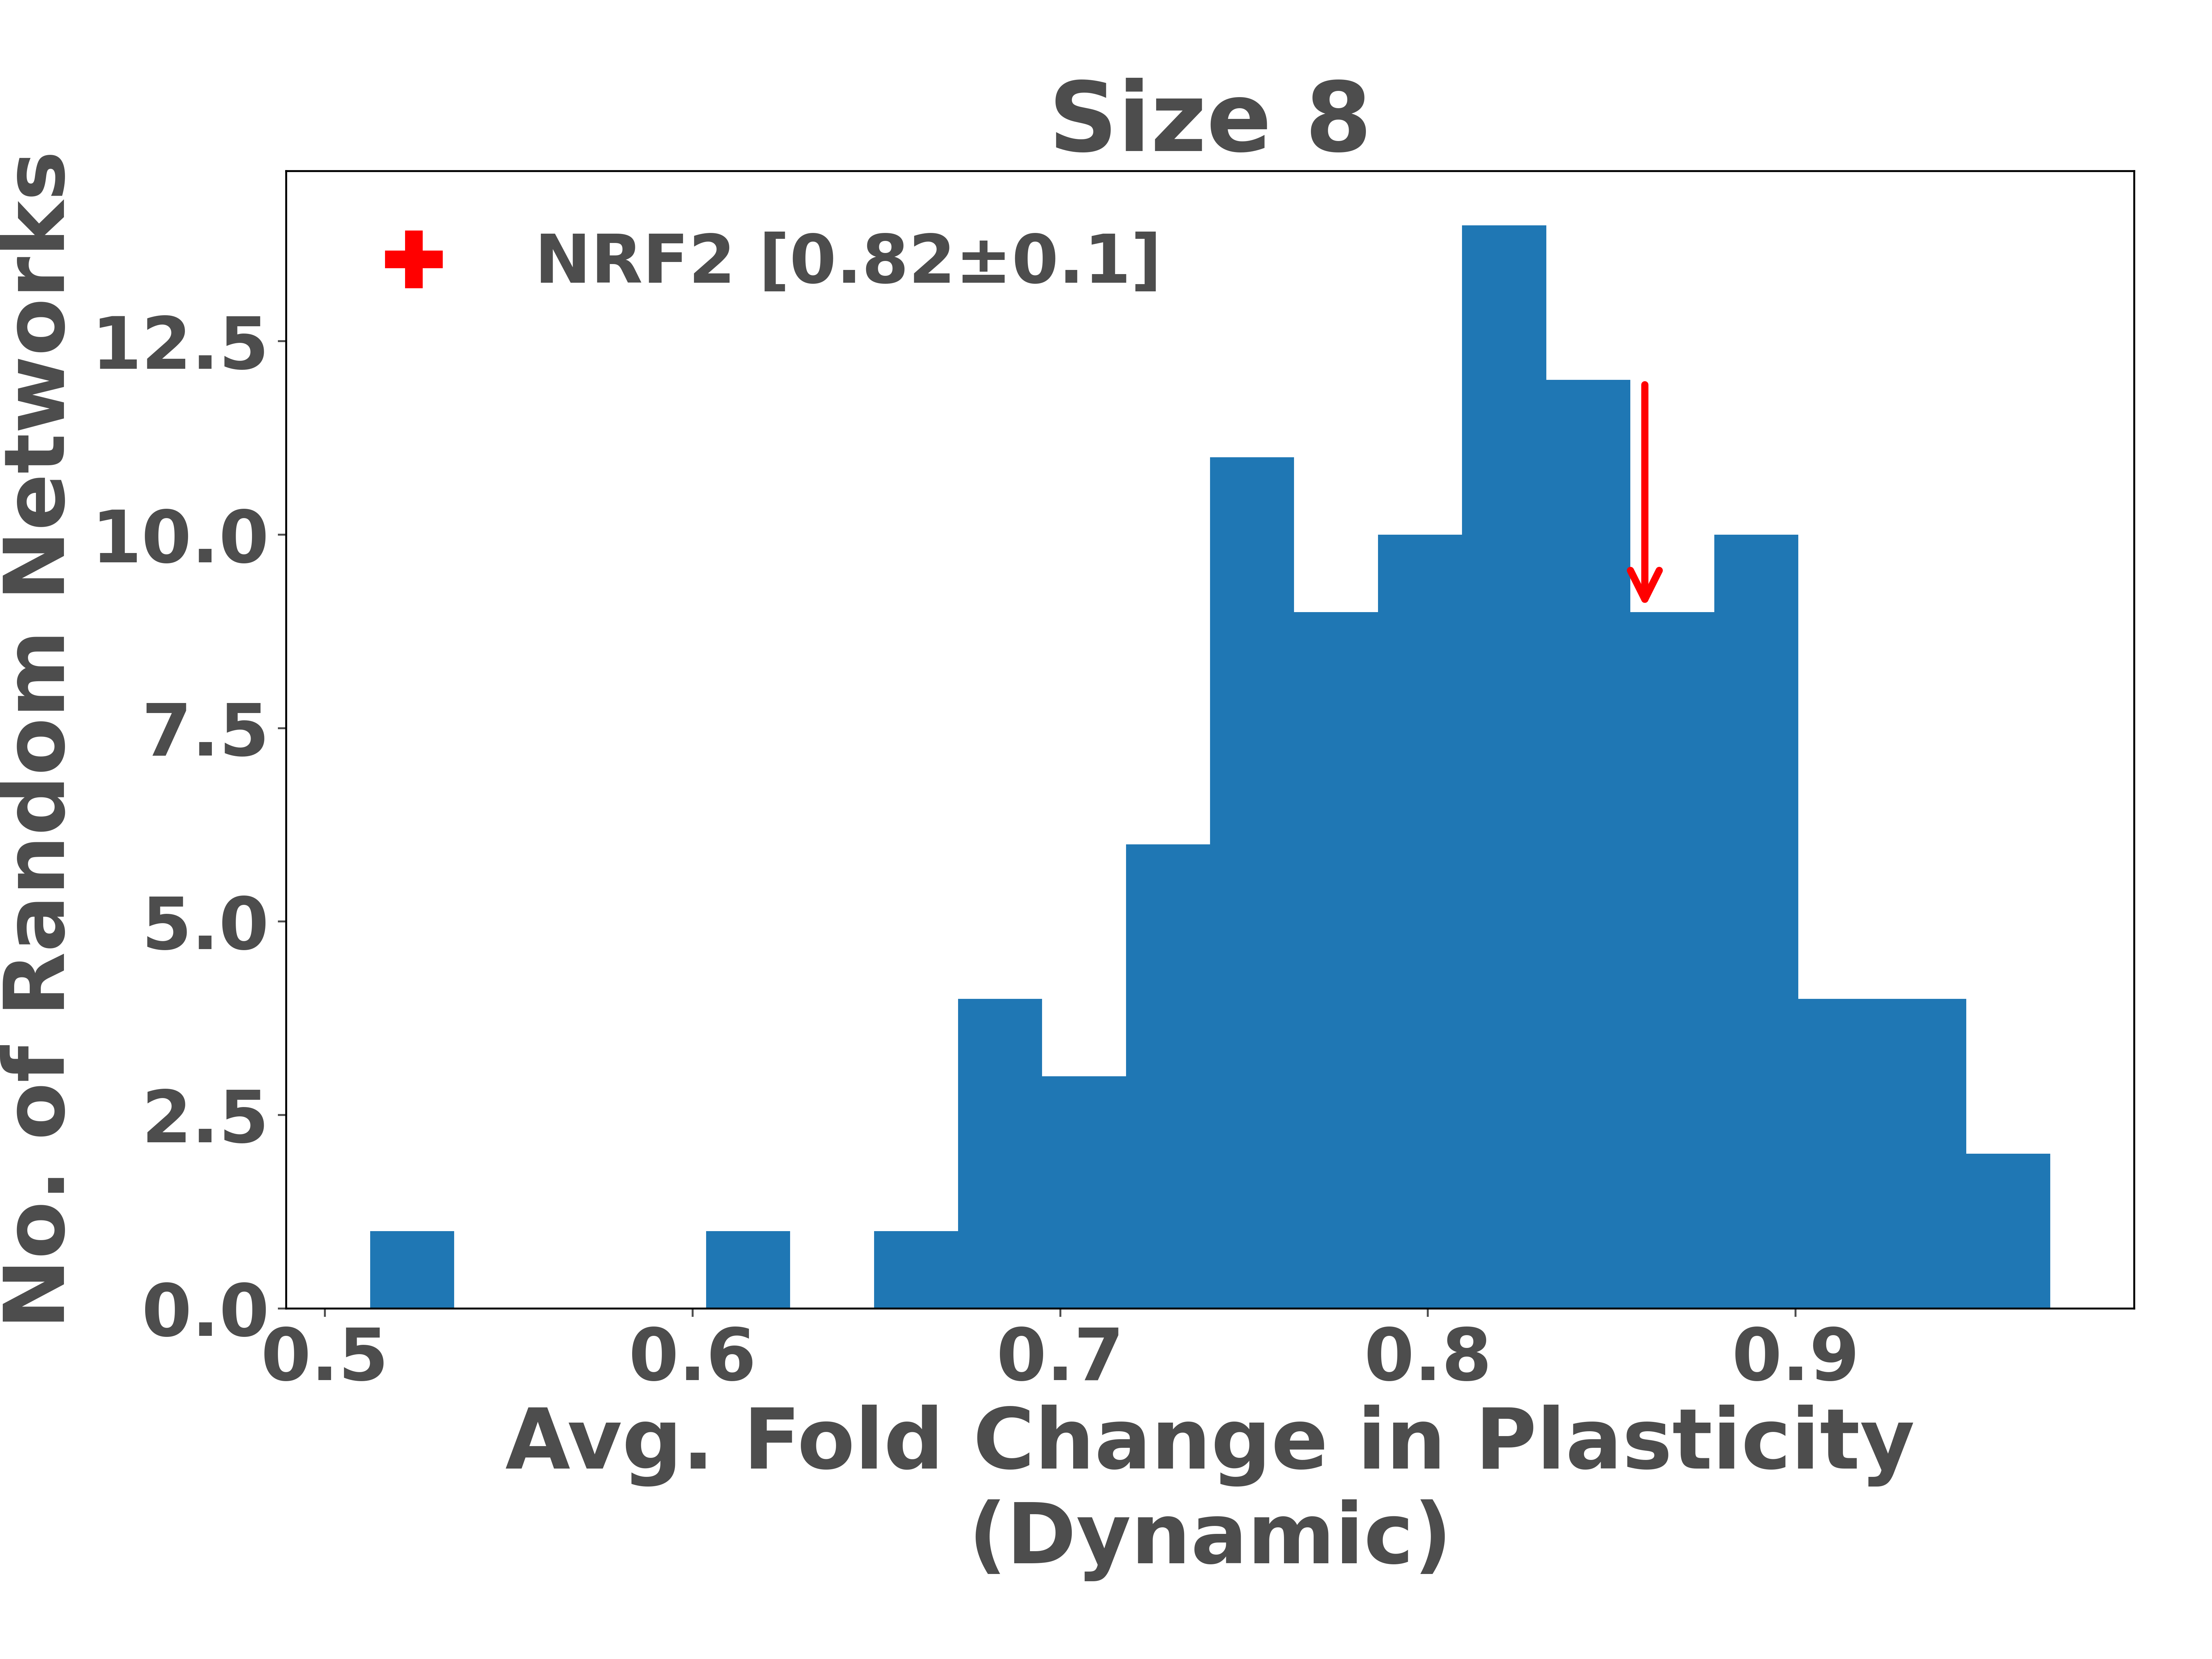 Size 8
NRF2 [0.82±0.1]
No. of Random Networks
12.5
10.0
7.5
5.0
2.5
0.0
0.5 0.6 0.7 0.8 0.9
Avg. Fold Change in Plasticity
(Dynamic)